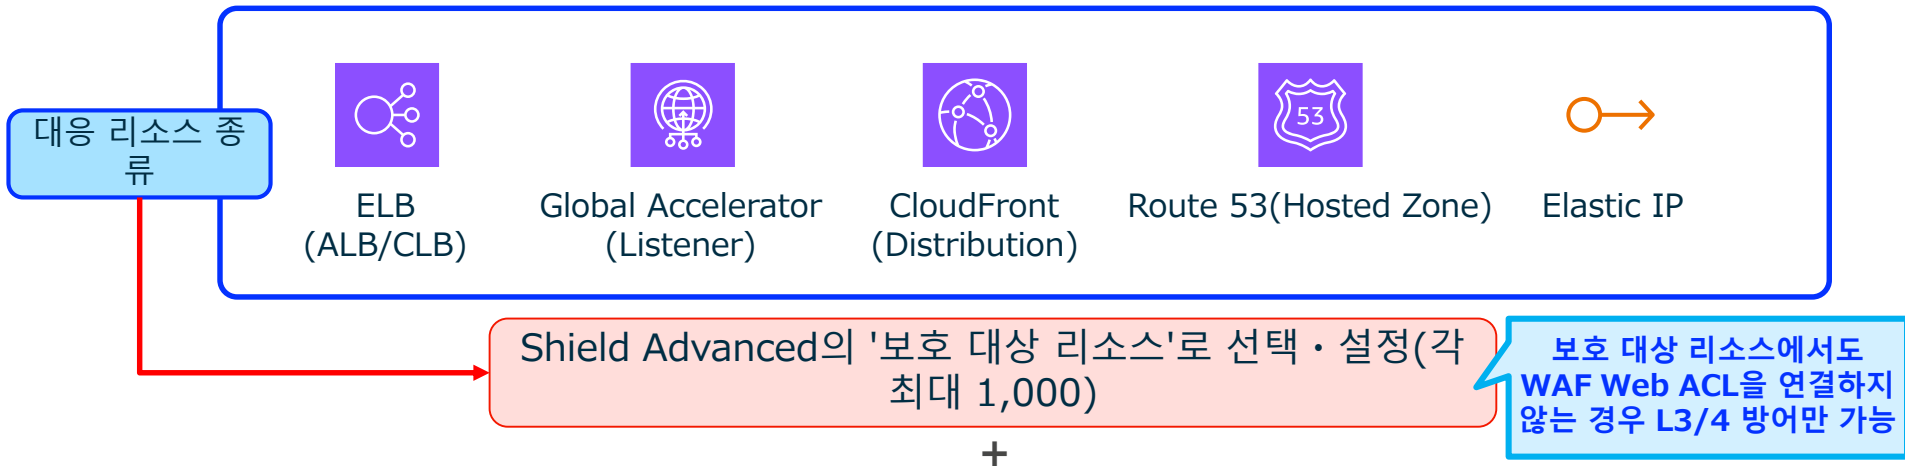 대응 리소스 종
류
ELB
(ALB/CLB)
Global Accelerator
(Listener)
CloudFront
(Distribution)
53
Route 53(Hosted Zone)
Elastic IP
Shield Advanced의 '보호 대상 리소스'로 선택・설정(각
최대 1,000)
보호 대상 리소스에서도
WAF Web ACL을 연결하지
않는 경우 L3/4 방어만 가능
+